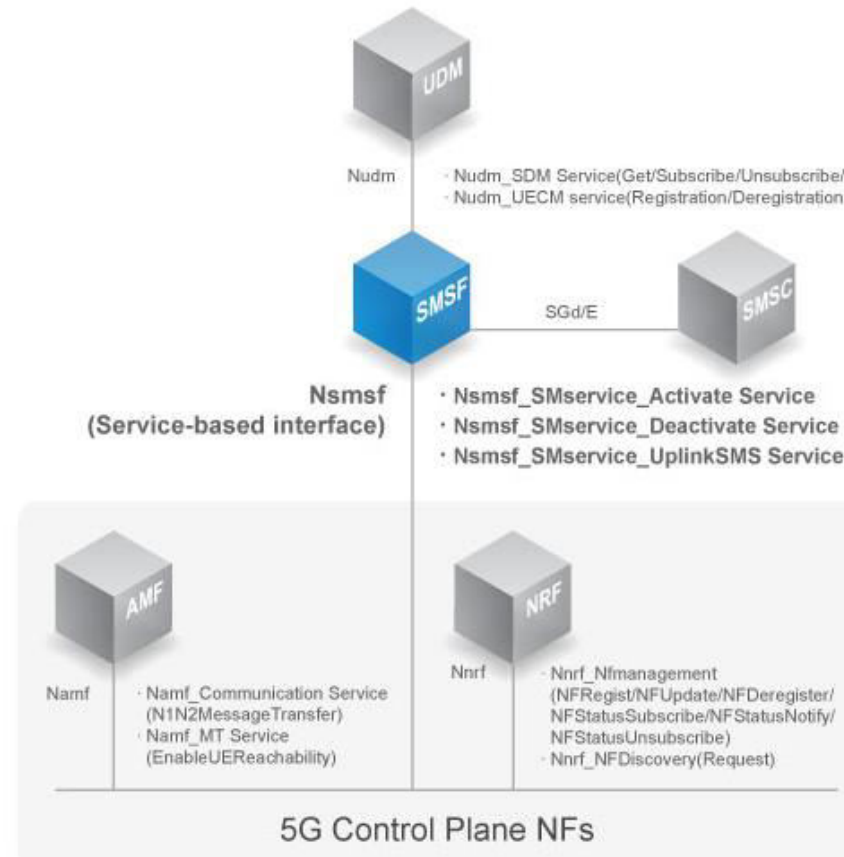 UDM
Nudm
· Nudm_SDM Service(Get/Subscribe/Unsubscribe/
· Nudm_UECM service(Registration/Deregistration
SMSF
SGd/E
SMSC
Nsmsf
(Service-based interface)
· Nsmsf_SMservice_Activate Service
· Nsmsf_SMservice_Deactivate Service
· Nsmsf_SMservice_UplinkSMS Service
AMF
Namf
· Namf_Communication Service
(N1N2MessageTransfer)
· Namf_MT Service
(EnableUEReachability)
NRF
Nnrf
· Nnrf_Nfmanagement
(NFRegist/NFUpdate/NFDeregister/
NFStatusSubscribe/NFStatusNotify/
NFStatusUnsubscribe)
· Nnrf_NFDiscovery(Request)
5G Control Plane NFs